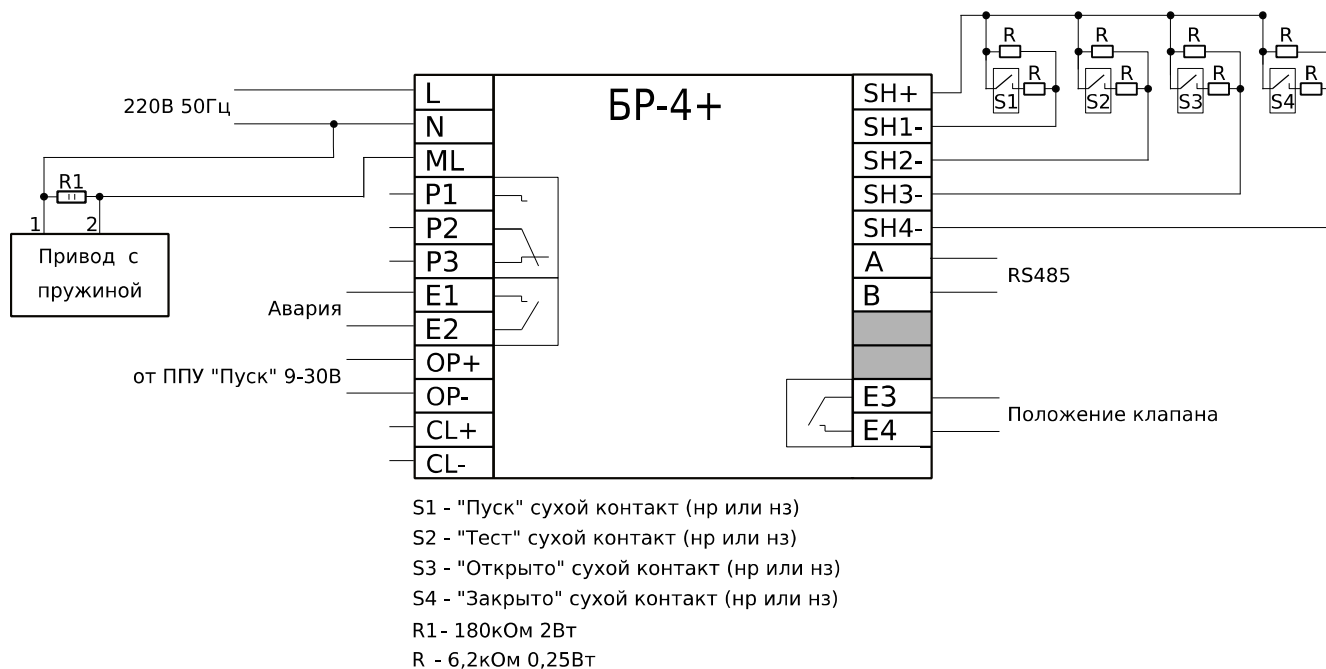 БР-4+
220В 50Гц
L
N
ML
P1
P2
P3
E1
E2
OP+
OP-
CL+
CL-
R1
1
2
Привод с
пружиной
Авария
от ППУ "Пуск" 9-30В
SH+
SH1-
SH2-
SH3-
SH4-
A
B
E3
E4
R
R
R
R
R
R
R
R
S1
S2
S3
S4
RS485
Положение клапана
S1 - "Пуск" сухой контакт (нр или нз)
S2 - "Тест" сухой контакт (нр или нз)
S3 - "Открыто" сухой контакт (нр или нз)
S4 - "Закрыто" сухой контакт (нр или нз)
R1 - 180кОм 2Вт
R - 6,2кОм 0,25Вт